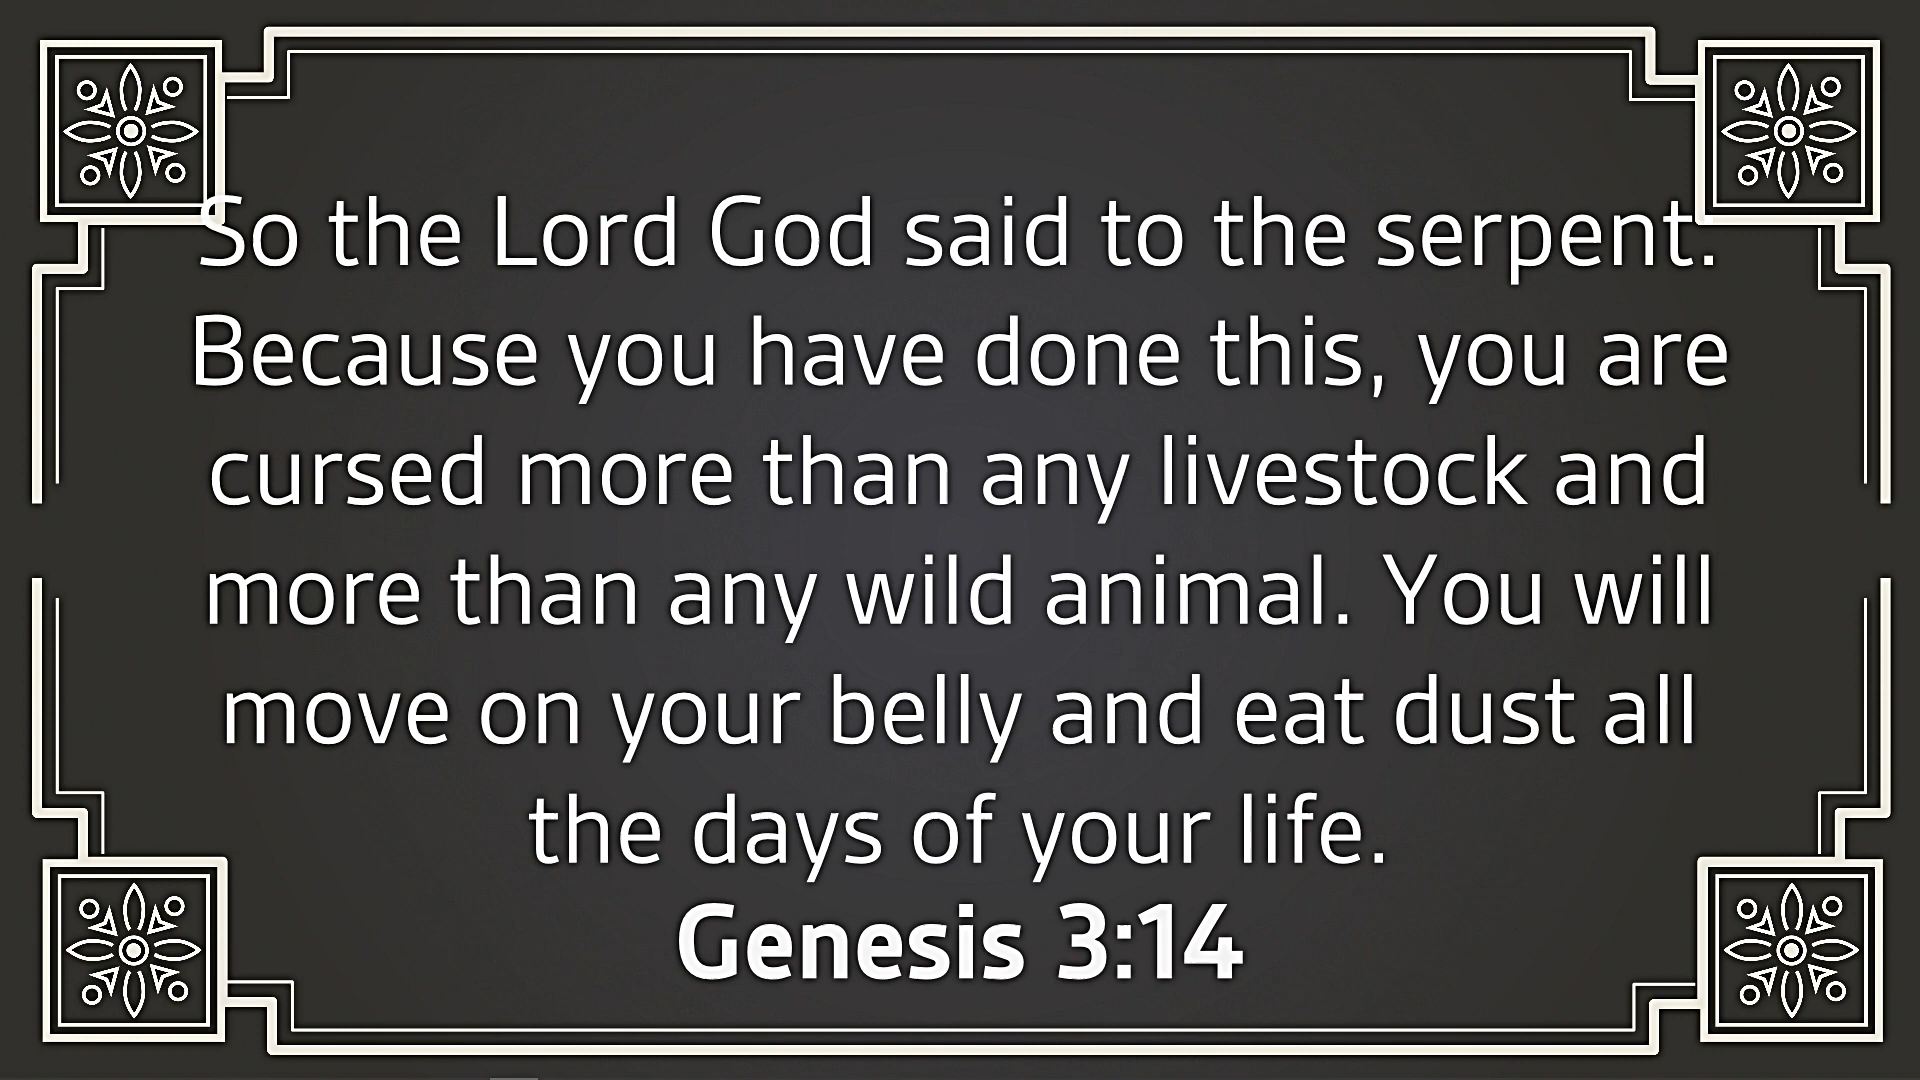 So the Lord God said to the serpent.
Because you have done this, you are
cursed more than any livestock and
more than any wild animal. You will
move on your belly and eat dust all
the days of your life.
Genesis 3:14